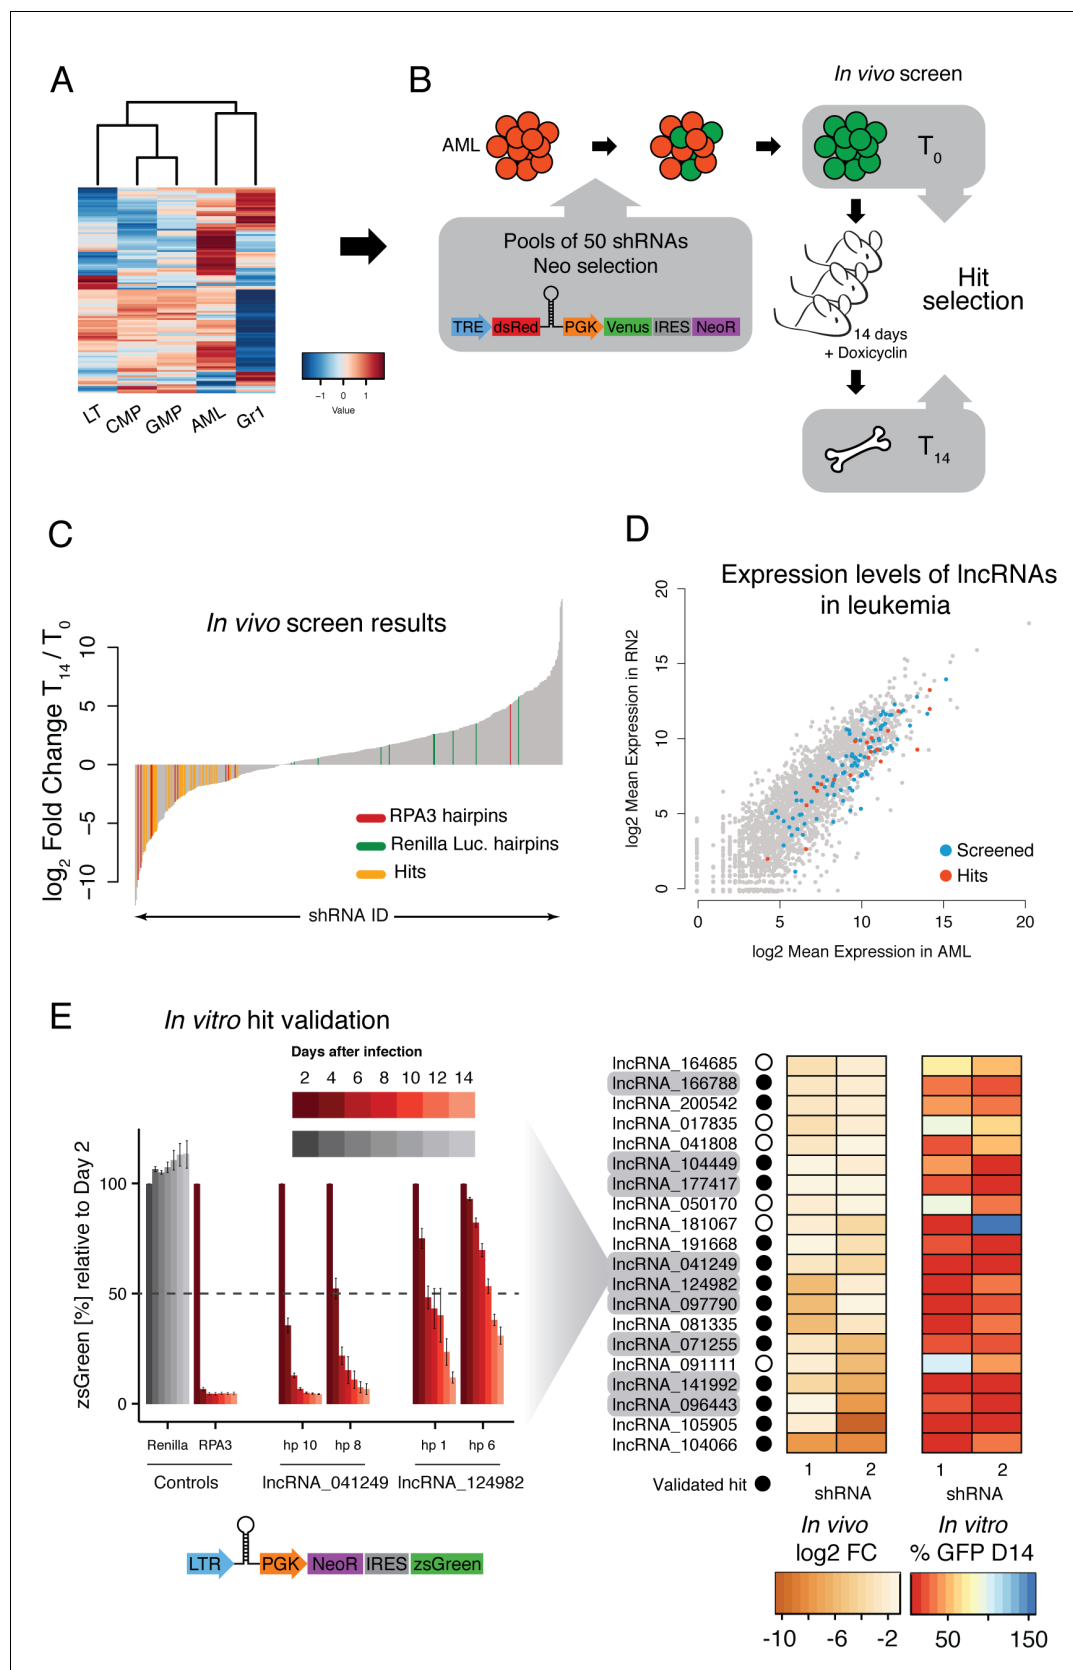 A
LT
CMP
GMP
AML
Gr1
−1 0 1
Value
B
In vivo screen
AML
T0
Pools of 50 shRNAs
Neo selection
TRE dsRed PGK Venus IRES NeoR
14 days
+ Doxicyclin
Hit
selection
T14
C
In vivo screen results
log2 Fold Change T14 / T0
10
5
0
−5
−10
RPA3 hairpins
Renilla Luc. hairpins
Hits
shRNA ID
D
Expression levels of lncRNAs
in leukemia
log2 Mean Expression in RN2
20
15
10
5
0
Screened
Hits
0 5 10 15 20
log2 Mean Expression in AML
E
In vitro hit validation
Days after infection
2 4 6 8 10 12 14
zsGreen [%] relative to Day 2
100
50
0
Renilla RPA3 hp 10 hp 8 hp 1 hp 6
Controls lncRNA_041249 lncRNA_124982
LTR PGK NeoR IRES zsGreen
lncRNA_164685
lncRNA_166788
lncRNA_200542
lncRNA_017835
lncRNA_041808
lncRNA_104449
lncRNA_177417
lncRNA_050170
lncRNA_181067
lncRNA_191668
lncRNA_041249
lncRNA_124982
lncRNA_097790
lncRNA_081335
lncRNA_071255
lncRNA_091111
lncRNA_141992
lncRNA_096443
lncRNA_105905
lncRNA_104066
Validated hit
1 2
shRNA
In vivo
log2 FC
-10 -6 -2
1 2
shRNA
In vitro
% GFP D14
50 150